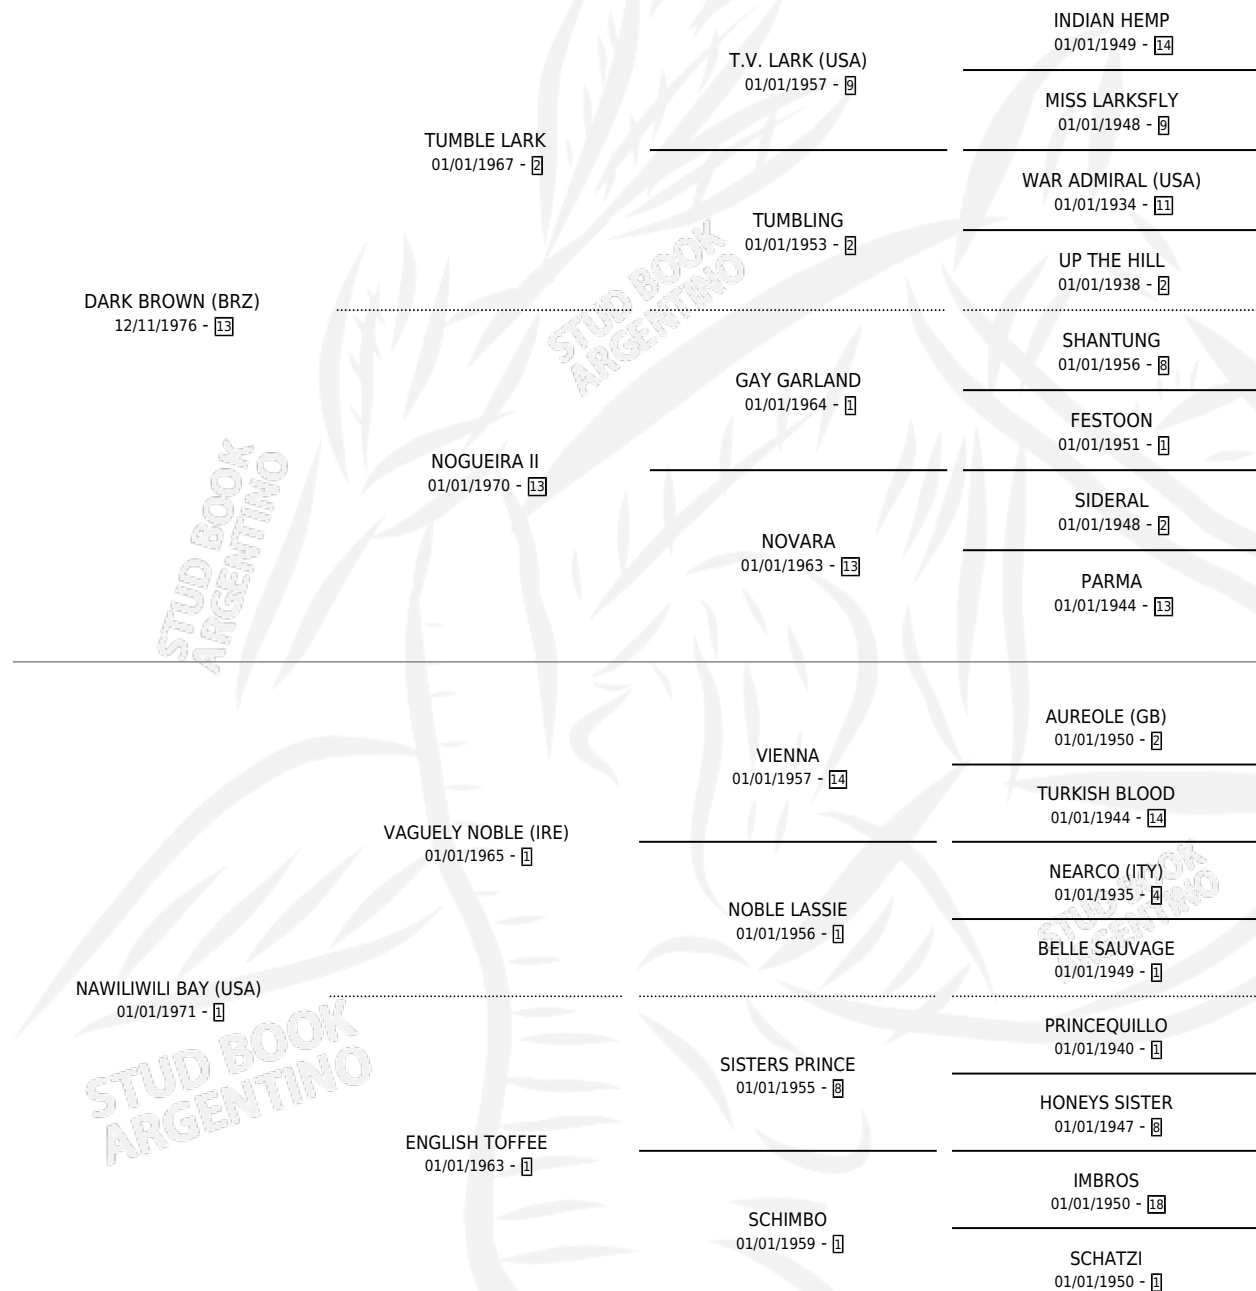 INDIAN HEMP
01/01/1949 - 14
T.V. LARK (USA)
01/01/1957 - 9
MISS LARKSFLY
01/01/1948 - 9
TUMBLE LARK
01/01/1967 - 2
WAR ADMIRAL (USA)
01/01/1934 - 11
TUMBLING
01/01/1953 - 2
UP THE HILL
01/01/1938 - 2
DARK BROWN (BRZ)
12/11/1976 - 13
SHANTUNG
01/01/1956 - 8
GAY GARLAND
01/01/1964 - 1
FESTOON
01/01/1951 - 1
NOGUEIRA II
01/01/1970 - 13
SIDERAL
01/01/1948 - 2
NOVARA
01/01/1963 - 13
PARMA
01/01/1944 - 13
AUREOLE (GB)
01/01/1950 - 2
VIENNA
01/01/1957 - 14
TURKISH BLOOD
01/01/1944 - 14
VAGUELY NOBLE (IRE)
01/01/1965 - 1
NEARCO (ITY)
01/01/1935 - 4
NOBLE LASSIE
01/01/1956 - 1
BELLE SAUVAGE
01/01/1949 - 1
NAWILIWILI BAY (USA)
01/01/1971 - 1
PRINCEQUILLO
01/01/1940 - 1
SISTERS PRINCE
01/01/1955 - 8
HONEYS SISTER
01/01/1947 - 8
ENGLISH TOFFEE
01/01/1963 - 1
IMBROS
01/01/1950 - 18
SCHIMBO
01/01/1959 - 1
SCHATZI
01/01/1950 - 1
STUD BOOK
ARGENTINO
STUD BOOK
ARGENTINO
STUD BOOK
ARGENTINO
STUD BOOK
ARGENTINO